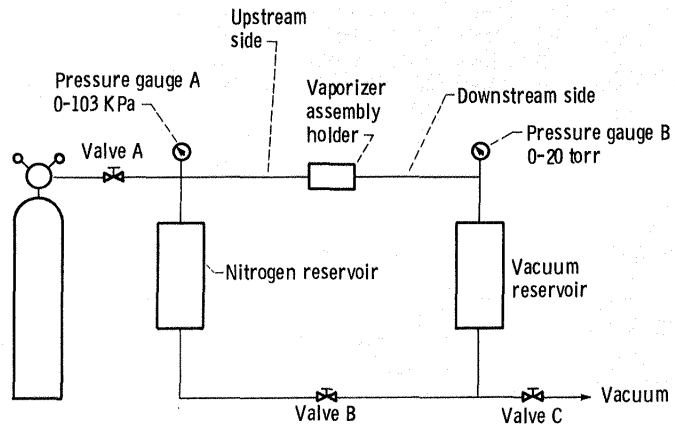 Upstream
side
Pressure gauge A
0-103 KPa
Vaporizer
assembly
holder
Downstream side
Valve A
Pressure gauge B
0-20 torr
Nitrogen reservoir
Vacuum
reservoir
Vacuum
Valve B
Valve C